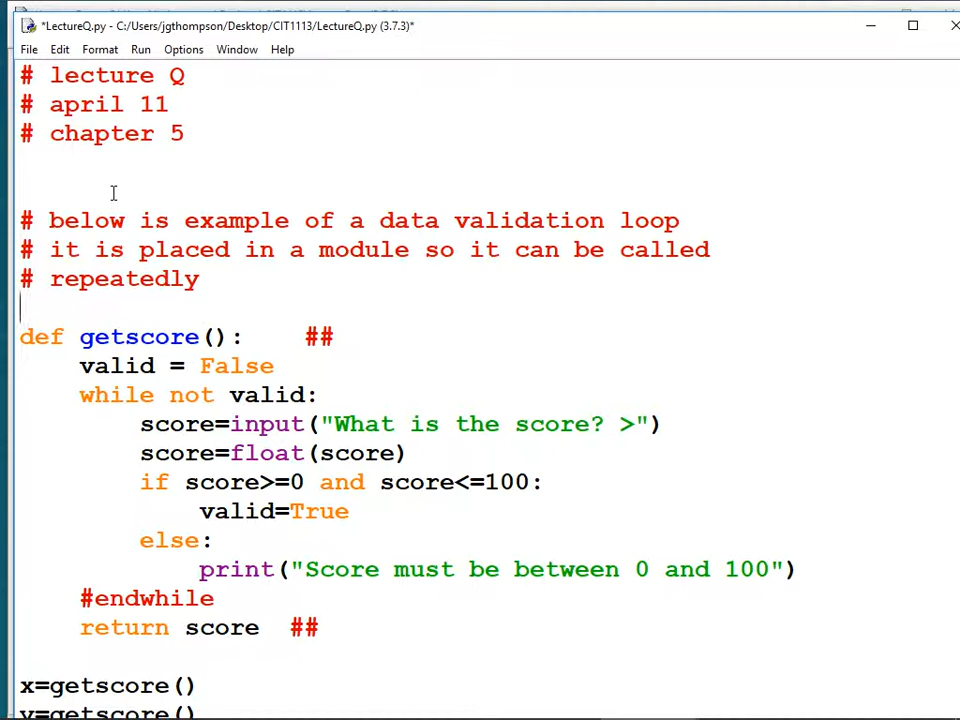 *LectureQ.py - C:/Users/jgthompson/Desktop/CIT1113/LectureQ.py (3.7.3)*
File Edit Format Run Options Window Help
# lecture Q
# april 11
# chapter 5
# below is example of a data validation loop
# it is placed in a module so it can be called
# repeatedly
def getscore():    ##
    valid = False
    while not valid:
        score=input("What is the score? >")
        score=float(score)
        if score>=0 and score<=100:
            valid=True
        else:
            print("Score must be between 0 and 100")
    #endwhile
    return score  ##
x=getscore()
y=getscore()